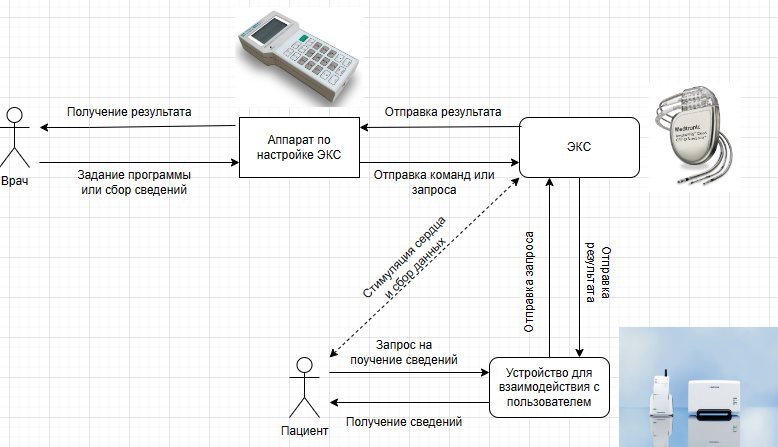 Получение результата
Отправка результата
Врач
Аппарат по
настройке ЭКС
ЭКС
Medtronic
Задание программы
или сбор сведений
Отправка команд или
запроса
Стимуляция сердца
и сбор данных
Отправка запроса
Отправка
результата
Запрос на
поучение сведений
Устройство для
взаимодействия с
пользователем
Пациент
Получение сведений